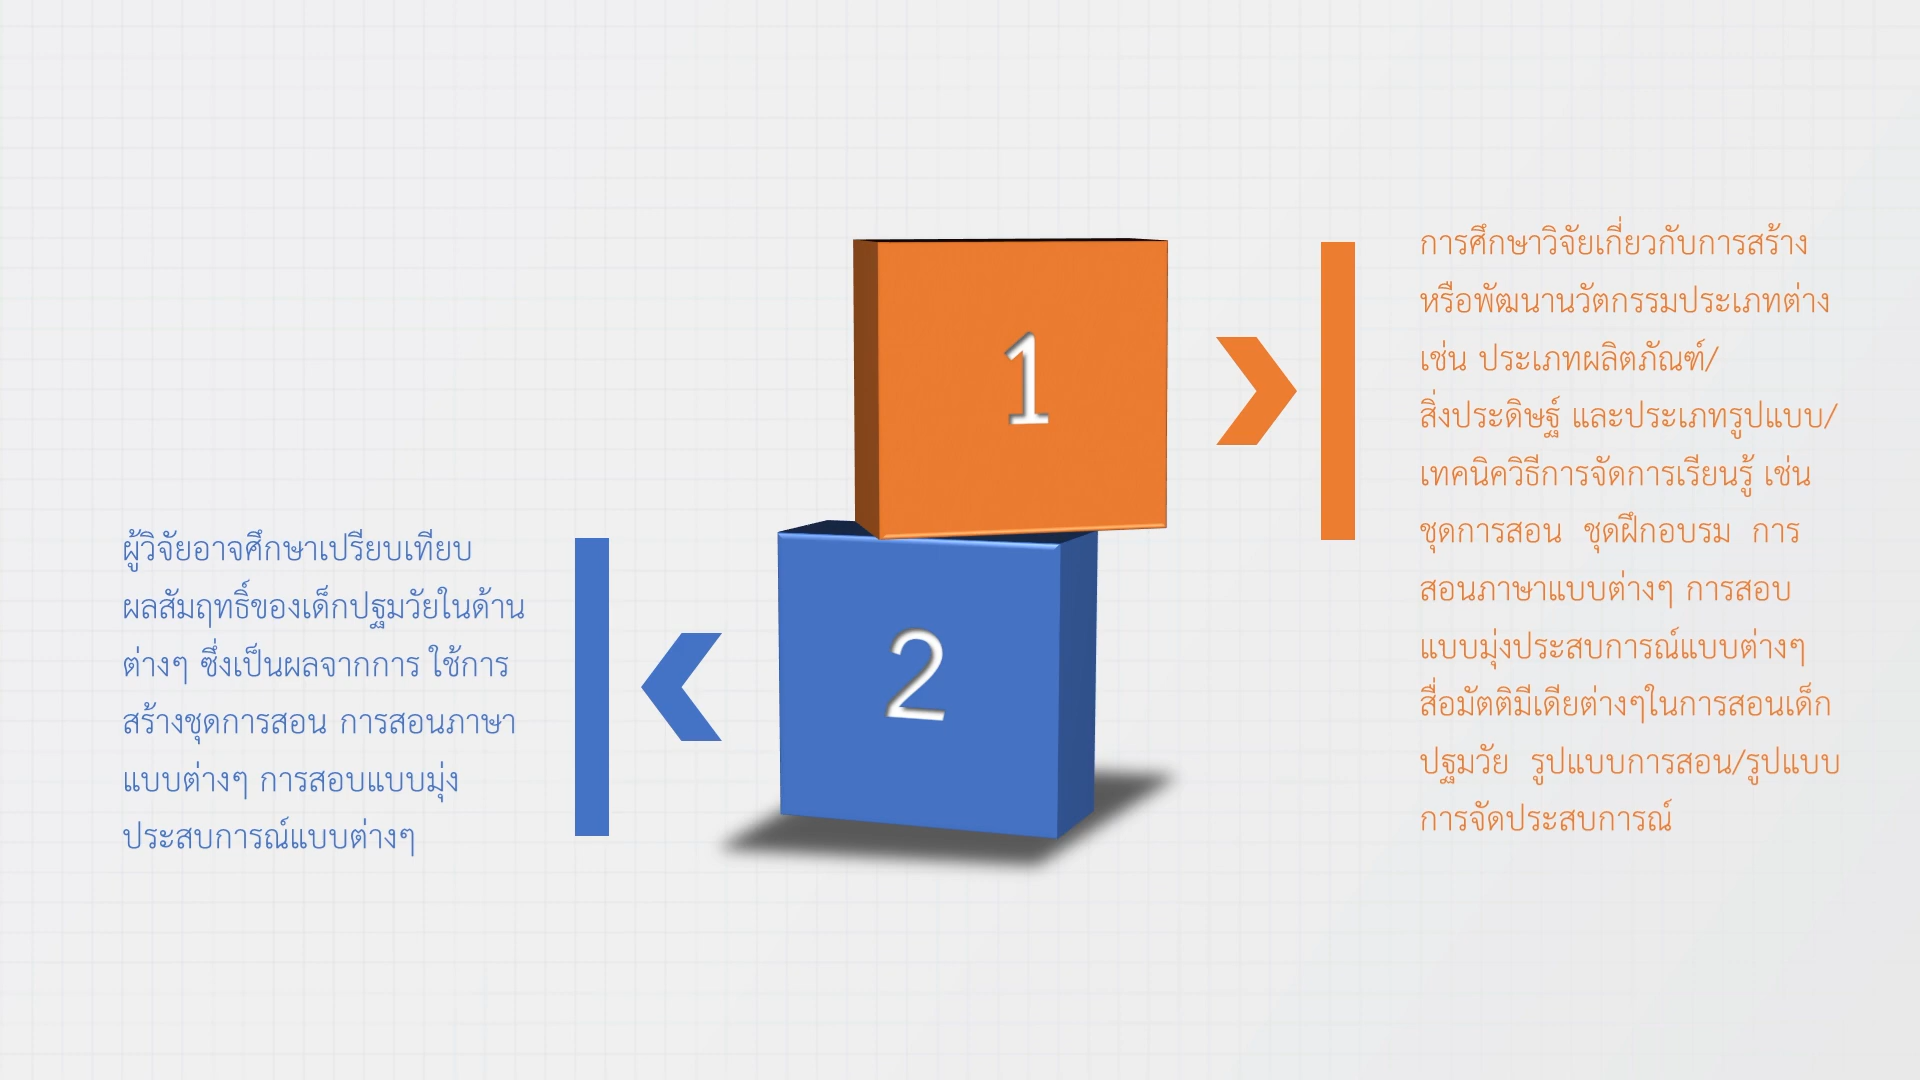 1
การศึกษาวิจัยเกี่ยวกับการสร้าง
หรือพัฒนานวัตกรรมประเภทต่าง
เช่น ประเภทผลิตภัณฑ์/
สิ่งประดิษฐ์ และประเภทรูปแบบ/
เทคนิควิธีการจัดการเรียนรู้ เช่น
ชุดการสอน ชุดฝึกอบรม การ
สอนภาษาแบบต่างๆ การสอบ
แบบมุ่งประสบการณ์แบบต่างๆ
สื่อมัตติมีเดียต่างๆในการสอนเด็ก
ปฐมวัย รูปแบบการสอน/รูปแบบ
การจัดประสบการณ์
2
ผู้วิจัยอาจศึกษาเปรียบเทียบ
ผลสัมฤทธิ์ของเด็กปฐมวัยในด้าน
ต่างๆ ซึ่งเป็นผลจากการ ใช้การ
สร้างชุดการสอน การสอนภาษา
แบบต่างๆ การสอบแบบมุ่ง
ประสบการณ์แบบต่างๆ